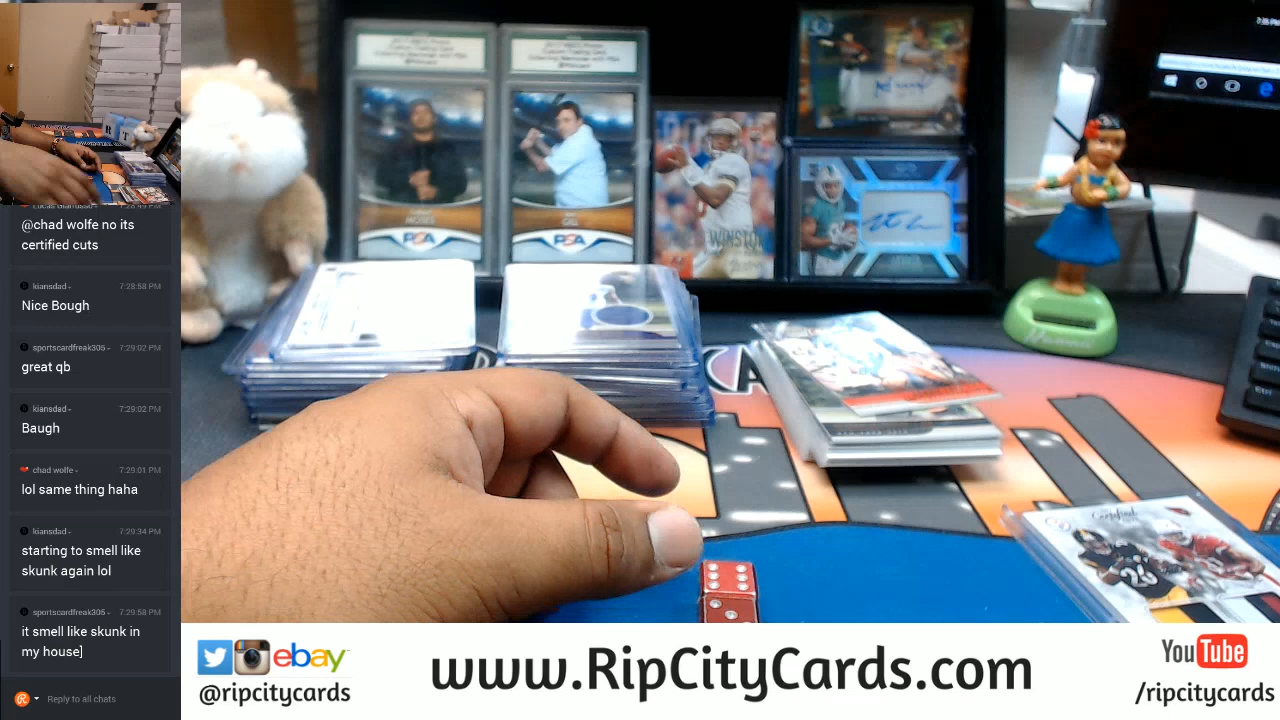 @chad wolfe no its
certified cuts
kiansdad - 7:28:58 PM
Nice Bough
sportscardfreak305 - 7:29:02 PM
great qb
kiansdad - 7:29:02 PM
Baugh
chad wolfe - 7:29:01 PM
lol same thing haha
kiansdad - 7:29:34 PM
starting to smell like
skunk again lol
sportscardfreak305 - 7:29:58 PM
it smell like skunk in
my house]
Reply to all chats
PSA
PSA
WINSTON
26
ebay
@ripcitycards
www.RipCityCards.com
YouTube
/ripcitycards